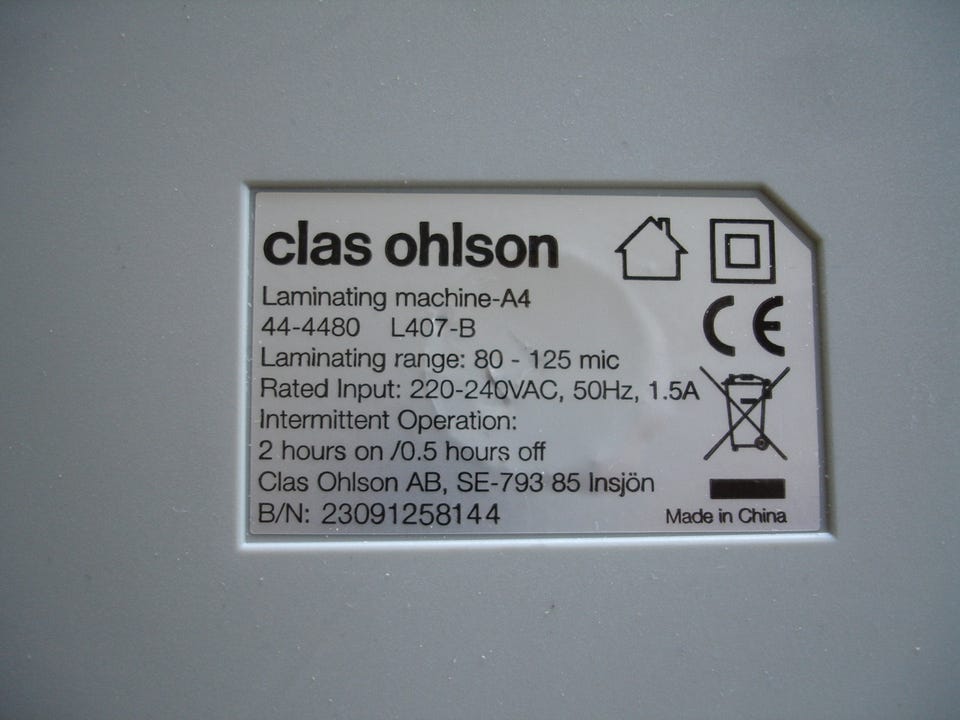 clas ohlson
Laminating machine-A4
44-4480 L407-B
Laminating range: 80 - 125 mic
Rated Input: 220-240VAC, 50Hz, 1.5A
Intermittent Operation:
2 hours on /0.5 hours off
Clas Ohlson AB, SE-793 85 Insjön
B/N: 23091258144
CE
Made in China